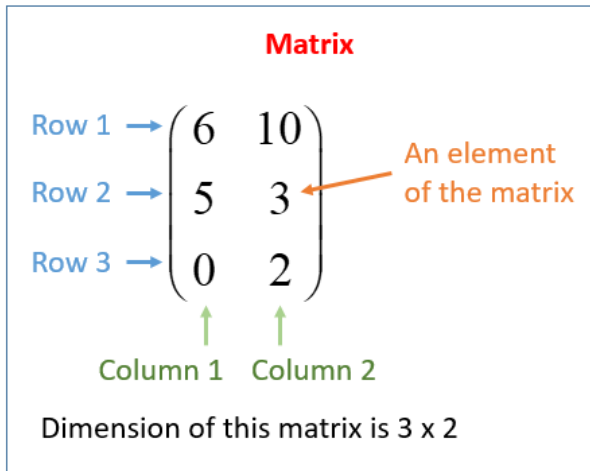 Matrix
Row 1 6 10
An element
of the matrix
Row 2 5 3
Row 3 0 2
Column 1 Column 2
Dimension of this matrix is 3 x 2